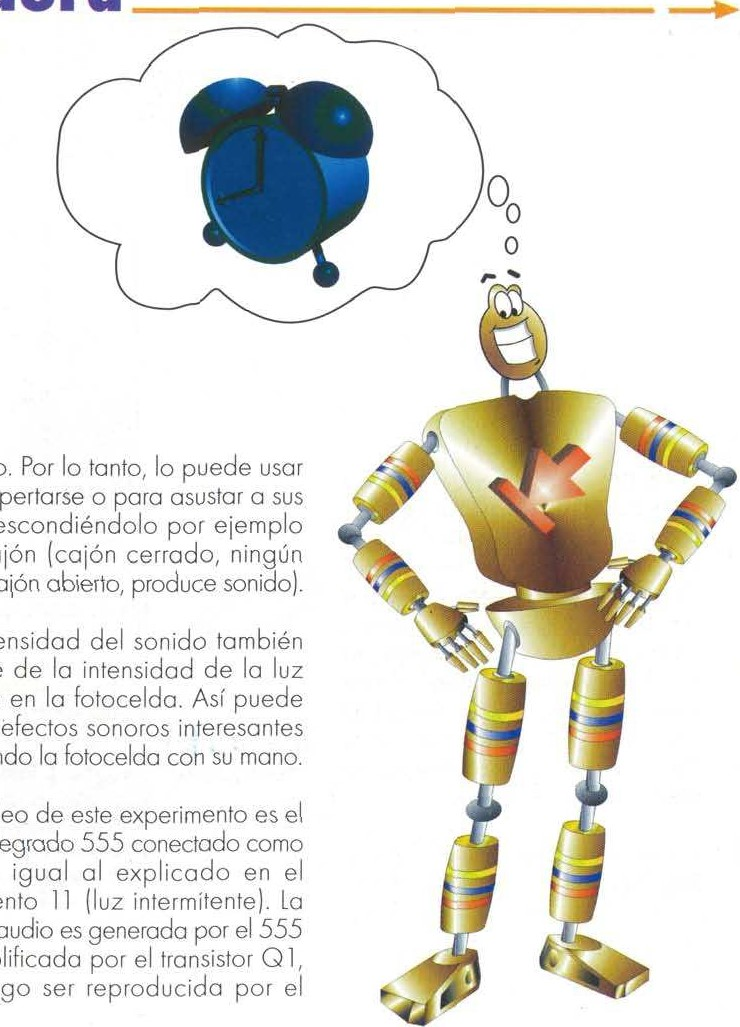 o. Por lo tanto, lo puede usar
pertarse o para asustar a sus
escondiéndolo por ejemplo
jón (cajón cerrado, ningún
ajón abierto, produce sonido).
ensidad del sonido también
e de la intensidad de la luz
en la fotocelda. Así puede
efectos sonoros interesantes
ndo la fotocelda con su mano.
eo de este experimento es el
egrado 555 conectado como
igual al explicado en el
ento 11 (luz intermitente). La
audio es generada por el 555
lificada por el transistor Q1,
go ser reproducida por el